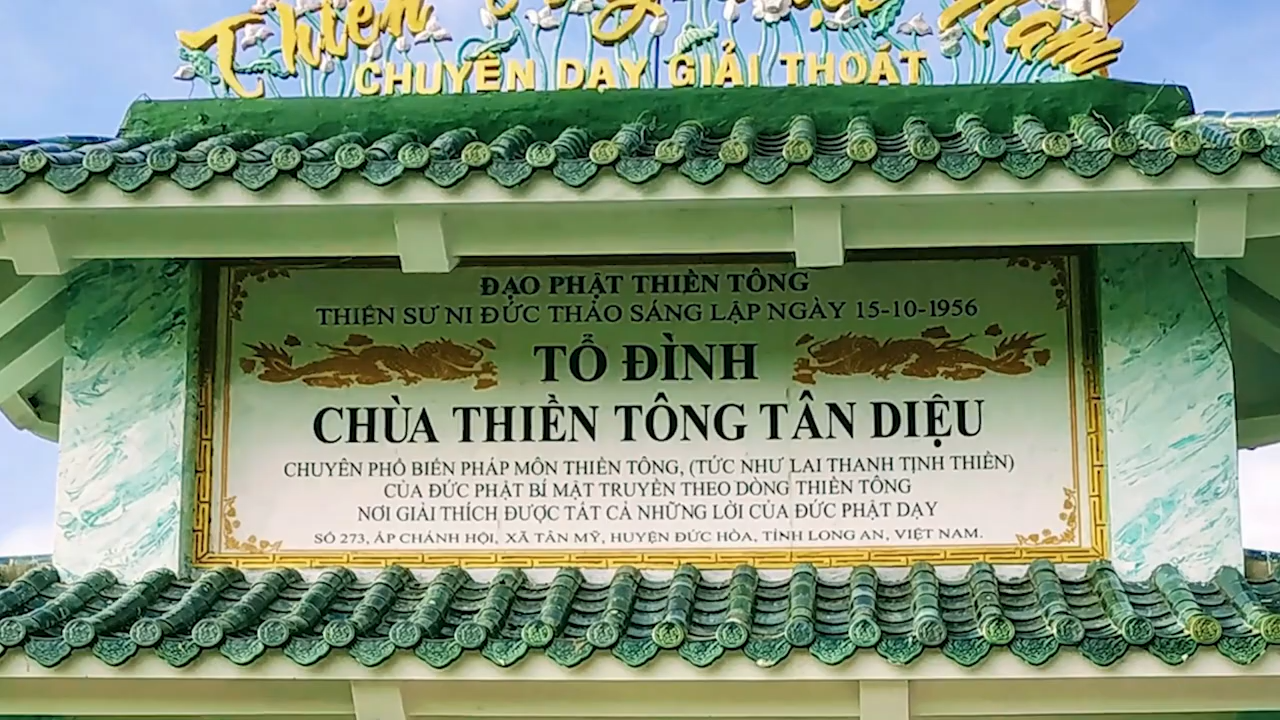 Thiền
Nam
CHUYÊN DẠY GIẢI THOÁT
ĐẠO PHẬT THIỀN TÔNG
THIỀN SƯ NI ĐỨC THẢO SÁNG LẬP NGÀY 15-10-1956
TỔ ĐÌNH
CHÙA THIỀN TÔNG TÂN DIỆU
CHUYÊN PHỔ BIẾN PHÁP MÔN THIỀN TÔNG, (TỨC NHƯ LAI THANH TỊNH THIỀN)
CỦA ĐỨC PHẬT BÍ MẬT TRUYỀN THEO DÒNG THIỀN TÔNG
NƠI GIẢI THÍCH ĐƯỢC TẤT CẢ NHỮNG LỜI CỦA ĐỨC PHẬT DẠY
SỐ 273, ẤP CHÁNH HỘI, XÃ TÂN MỸ, HUYỆN ĐỨC HÒA, TỈNH LONG AN, VIỆT NAM.